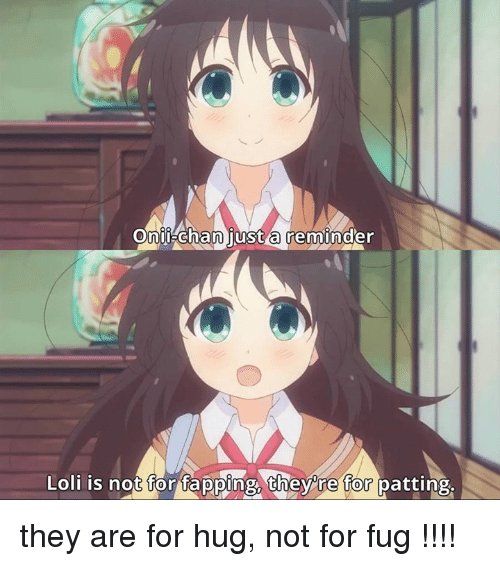 Onii-chan just a reminder
Loli is not for fapping, they're for patting.
they are for hug, not for fug !!!!